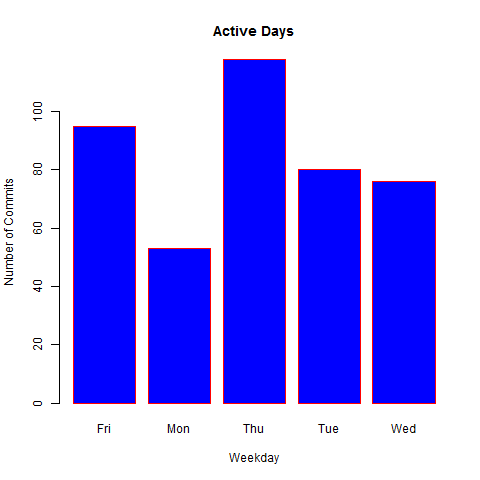 Active Days
Number of Commits
100
80
60
40
20
0
Fri Mon Thu Tue Wed
Weekday